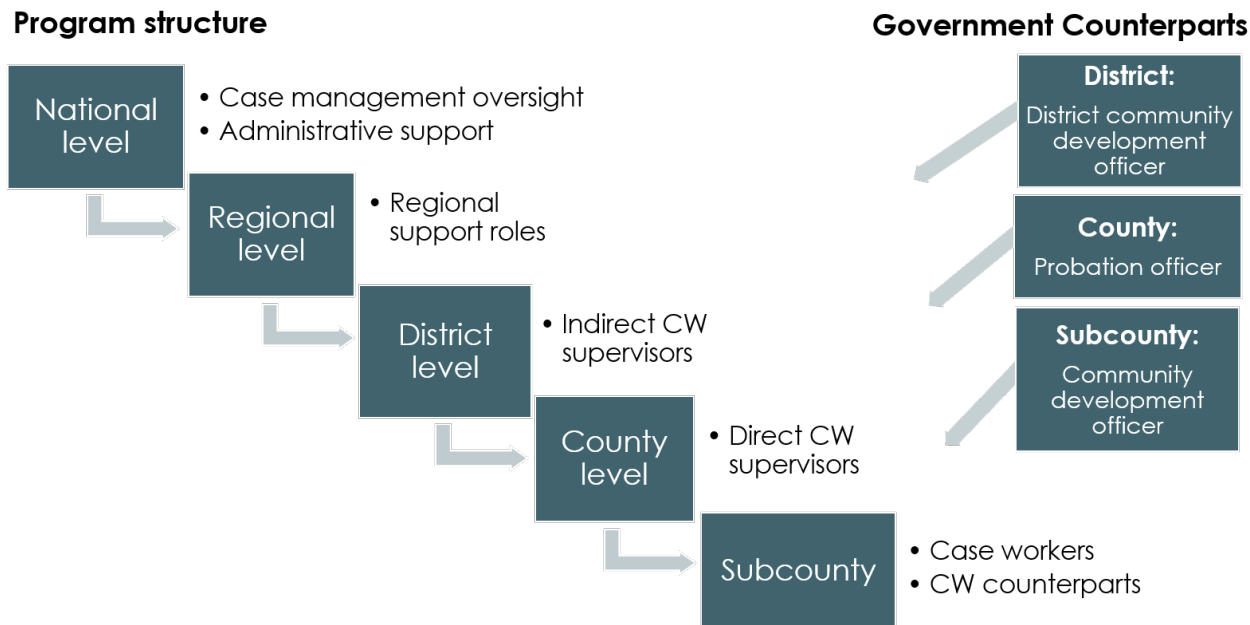 Program structure
National
level
• Case management oversight
• Administrative support
Regional
level
• Regional
support roles
District
level
• Indirect CW
supervisors
County
level
• Direct CW
supervisors
Subcounty
• Case workers
• CW counterparts
Government Counterparts
District:
District community
development
officer
County:
Probation officer
Subcounty:
Community
development
officer